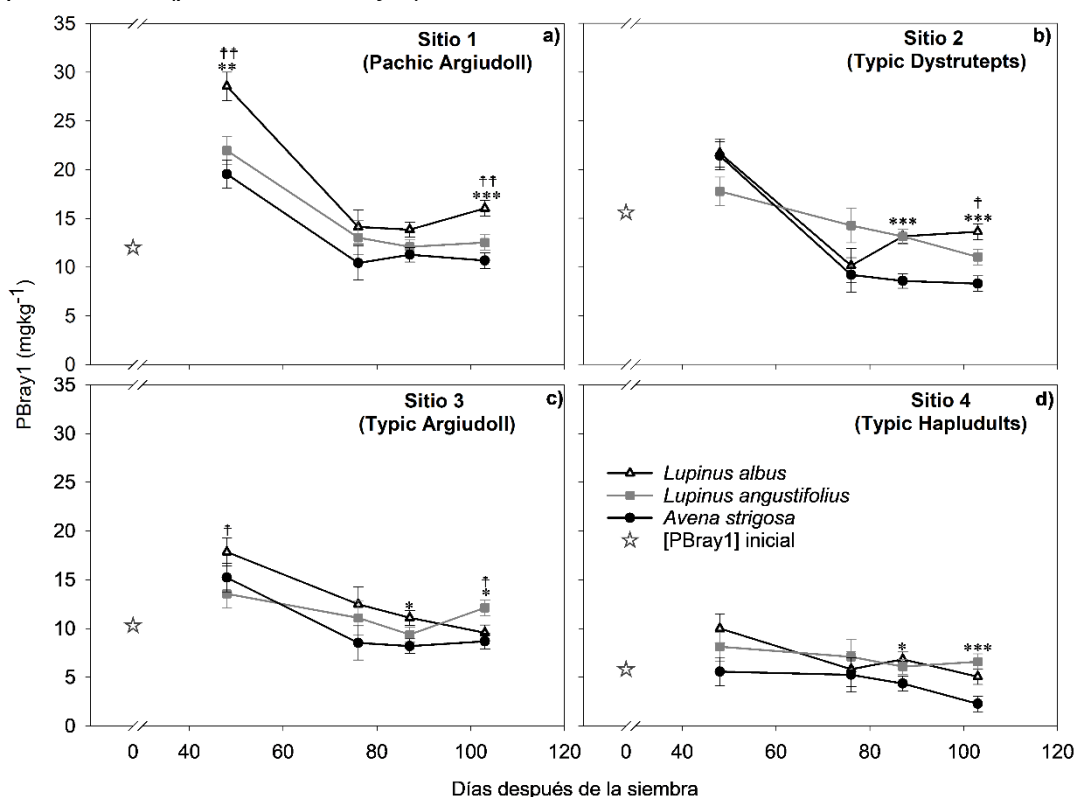 35
30
25
20
15
10
5
0
Sitio 1
(Pachic Argiudoll)
a)
††
**
††
***
Sitio 2
(Typic Dystrutepts)
b)
***
†
***
PBray1 (mgkg-1)
35
30
25
20
15
10
5
0
Sitio 3
(Typic Argiudoll)
c)
†
*
†
*
Sitio 4
(Typic Hapludults)
d)
Lupinus albus
Lupinus angustifolius
Avena strigosa
[PBray1] inicial
*
***
0 40 60 80 100 120
0 40 60 80 100 120
Días después de la siembra